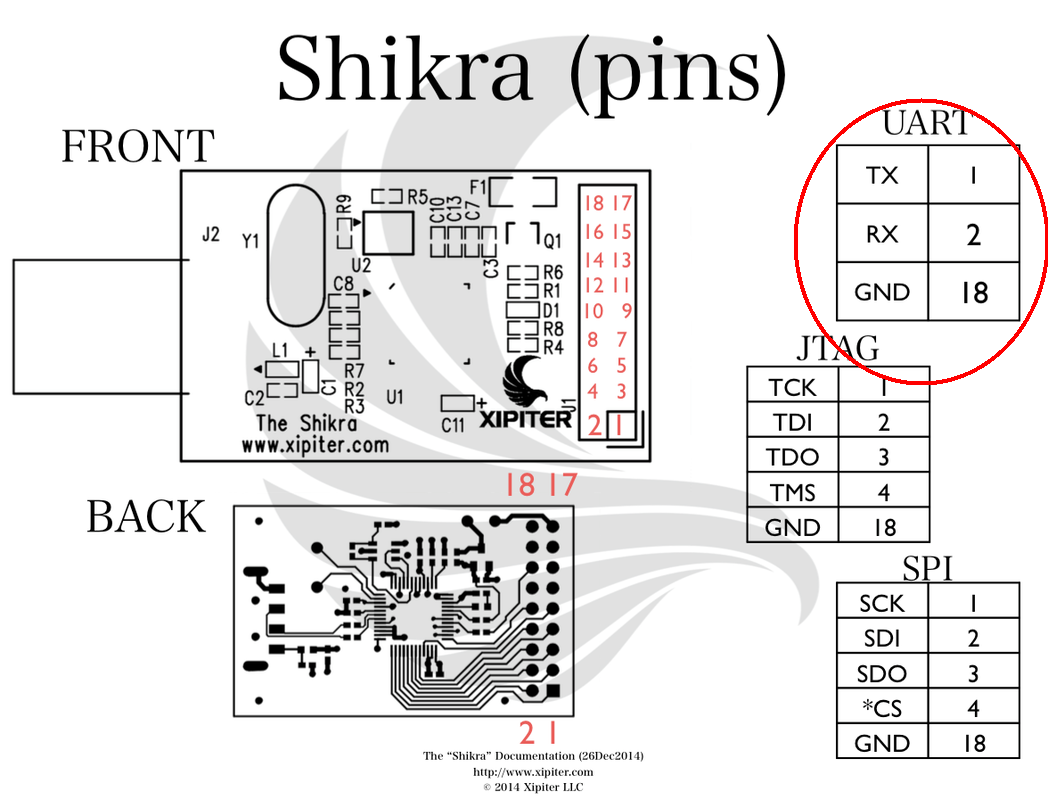 Shikra (pins)
FRONT
J2
Y1
R9
R5
U2
C10
C13
C7
C3
F1
Q1
R6
R1
D1
R8
R4
C8
L1
C2
C1
R7
R2
R3
U1
C11
XIPITER
J1
The Shikra
www.xipiter.com
18 17
16 15
14 13
12 11
10 9
8 7
6 5
4 3
2 1
UART
TX 1
RX 2
GND 18
JTAG
TCK 1
TDI 2
TDO 3
TMS 4
GND 18
BACK
18 17
2 1
SPI
SCK 1
SDI 2
SDO 3
*CS 4
GND 18
The “Shikra” Documentation (26Dec2014)
http://www.xipiter.com
© 2014 Xipiter LLC